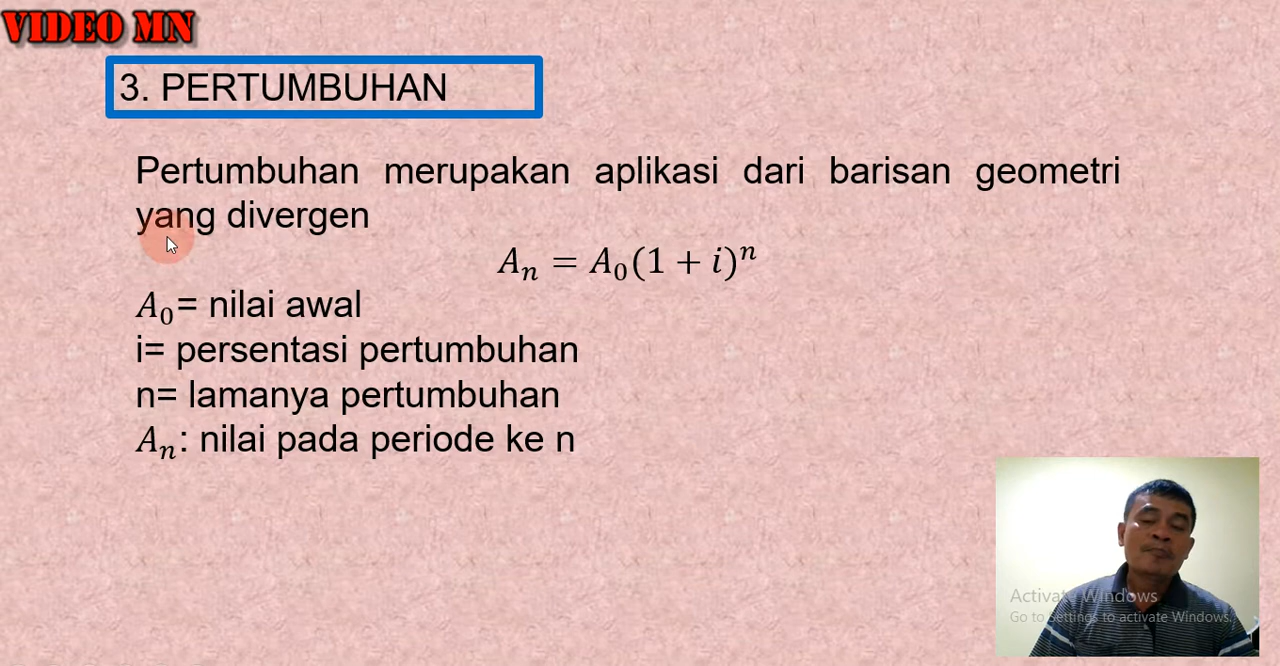 VIDEO MN
3. PERTUMBUHAN
Pertumbuhan merupakan aplikasi dari barisan geometri
yang divergen
Aₙ = A₀(1 + i)ⁿ
A₀= nilai awal
i= persentasi pertumbuhan
n= lamanya pertumbuhan
Aₙ: nilai pada periode ke n
Activate Windows
Go to Settings to activate Windows.